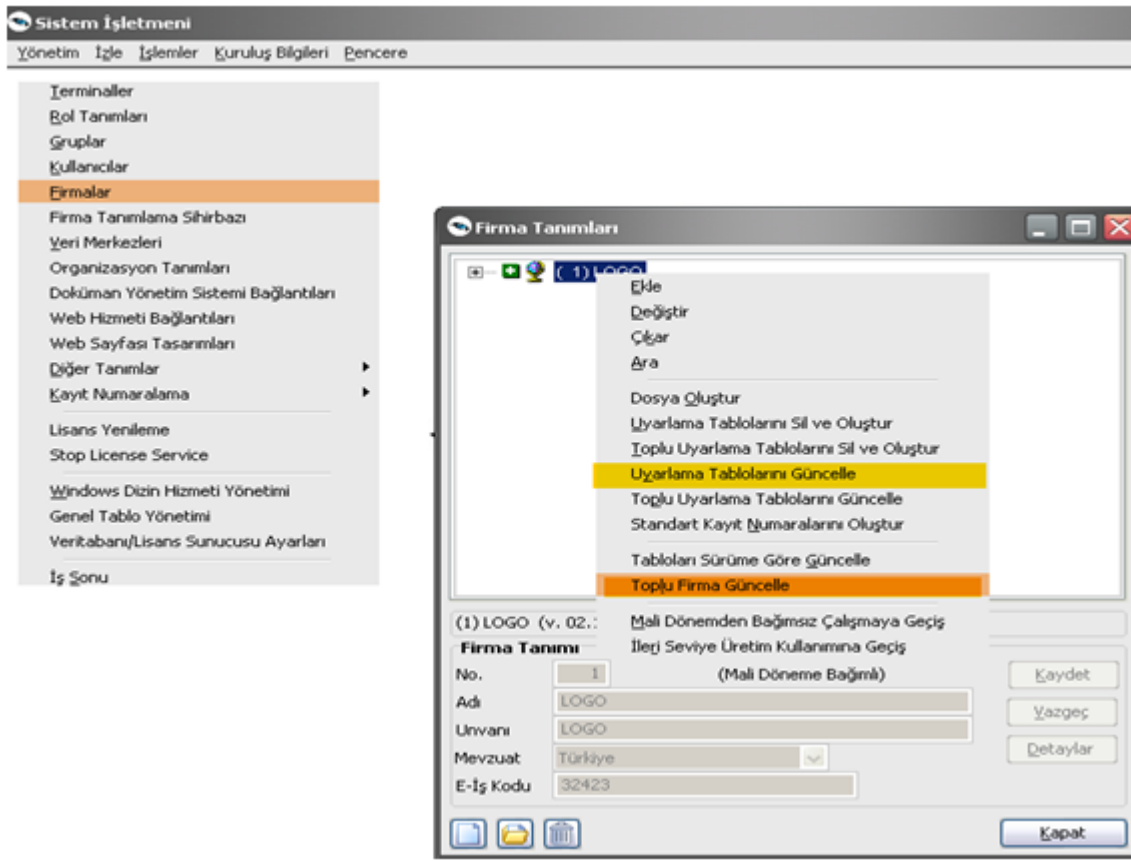 Sistem İşletmeni
Yönetim İzle İşlemler Kuruluş Bilgileri Pencere
Terminaller
Rol Tanımları
Gruplar
Kullanıcılar
Firmalar
Firma Tanımlama Sihirbazı
Veri Merkezleri
Organizasyon Tanımları
Doküman Yönetim Sistemi Bağlantıları
Web Hizmeti Bağlantıları
Web Sayfası Tasarımları
Diğer Tanımlar
Kayıt Numaralama
Lisans Yenileme
Stop License Service
Windows Dizin Hizmeti Yönetimi
Genel Tablo Yönetimi
Veritabanı/Lisans Sunucusu Ayarları
İş Sonu
Firma Tanımları
( 1) LOGO
Ekle
Değiştir
Çıkar
Ara
Dosya Oluştur
Uyarlama Tablolarını Sil ve Oluştur
Toplu Uyarlama Tablolarını Sil ve Oluştur
Uyarlama Tablolarını Güncelle
Toplu Uyarlama Tablolarını Güncelle
Standart Kayıt Numaralarını Oluştur
Tabloları Sürüme Göre Güncelle
Toplu Firma Güncelle
Mali Dönemden Bağımsız Çalışmaya Geçiş
İleri Seviye Üretim Kullanımına Geçiş
(1) LOGO (v. 02.
Firma Tanımı
No. 1 (Mali Döneme Bağımlı)
Adı LOGO
Unvanı LOGO
Mevzuat Türkiye
E-İş Kodu 32423
Kaydet
Vazgeç
Detaylar
Kapat